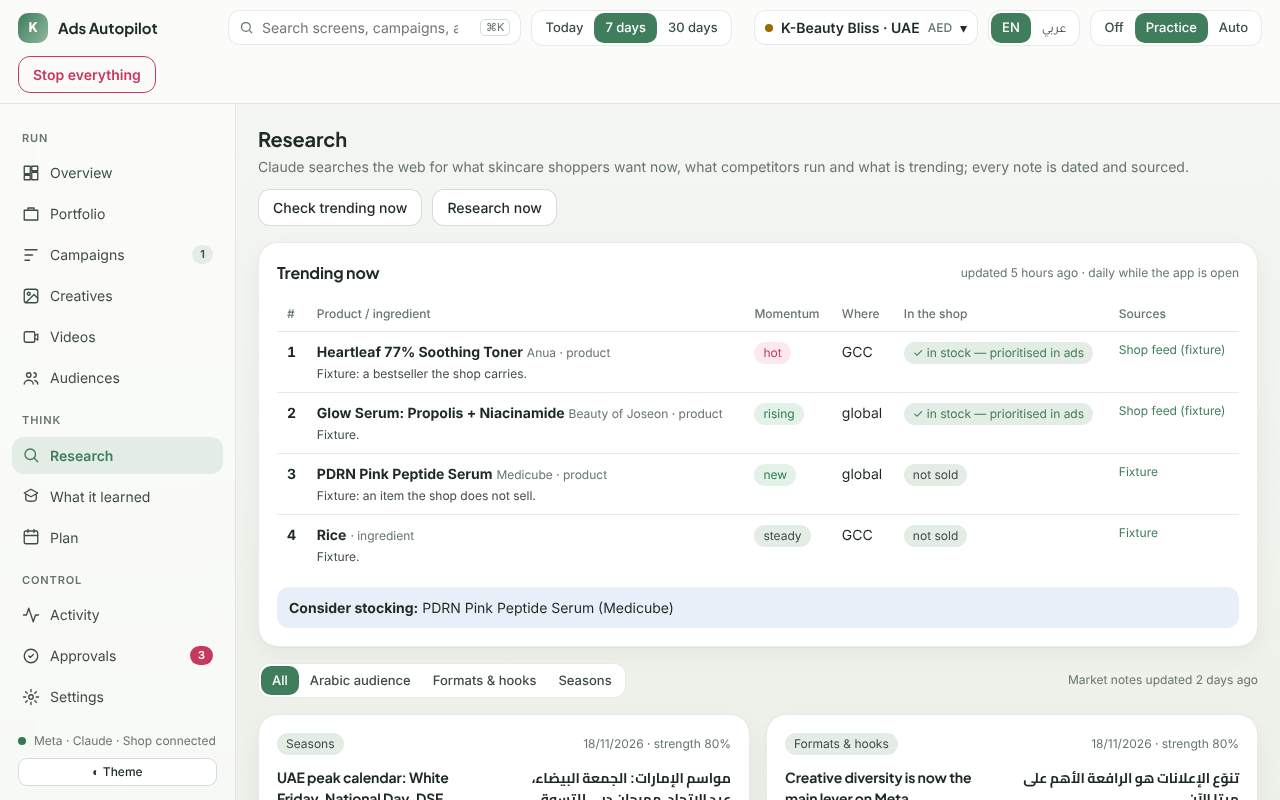 K Ads Autopilot
Search screens, campaigns, a ⌘K
Today 7 days 30 days
K-Beauty Bliss · UAE AED ▾
EN عربي
Off Practice Auto
Stop everything
RUN
Overview
Portfolio
Campaigns 1
Creatives
Videos
Audiences
THINK
Research
What it learned
Plan
CONTROL
Activity
Approvals 3
Settings
Meta · Claude · Shop connected
Theme
Research
Claude searches the web for what skincare shoppers want now, what competitors run and what is trending; every note is dated and sourced.
Check trending now Research now
Trending now updated 5 hours ago · daily while the app is open
# Product / ingredient Momentum Where In the shop Sources
1 Heartleaf 77% Soothing Toner Anua · product hot GCC ✓ in stock — prioritised in ads Shop feed (fixture)
Fixture: a bestseller the shop carries.
2 Glow Serum: Propolis + Niacinamide Beauty of Joseon · product rising global ✓ in stock — prioritised in ads Shop feed (fixture)
Fixture.
3 PDRN Pink Peptide Serum Medicube · product new global not sold Fixture
Fixture: an item the shop does not sell.
4 Rice · ingredient steady GCC not sold Fixture
Fixture.
Consider stocking: PDRN Pink Peptide Serum (Medicube)
All Arabic audience Formats & hooks Seasons Market notes updated 2 days ago
Seasons 18/11/2026 · strength 80%
UAE peak calendar: White
Friday, National Day, DSF
مواسم الإمارات: الجمعة البيضاء،
Formats & hooks 18/11/2026 · strength 80%
Creative diversity is now the
main lever on Meta
تنوّع الإعلانات هو الرافعة الأهم على
ميتا الآن